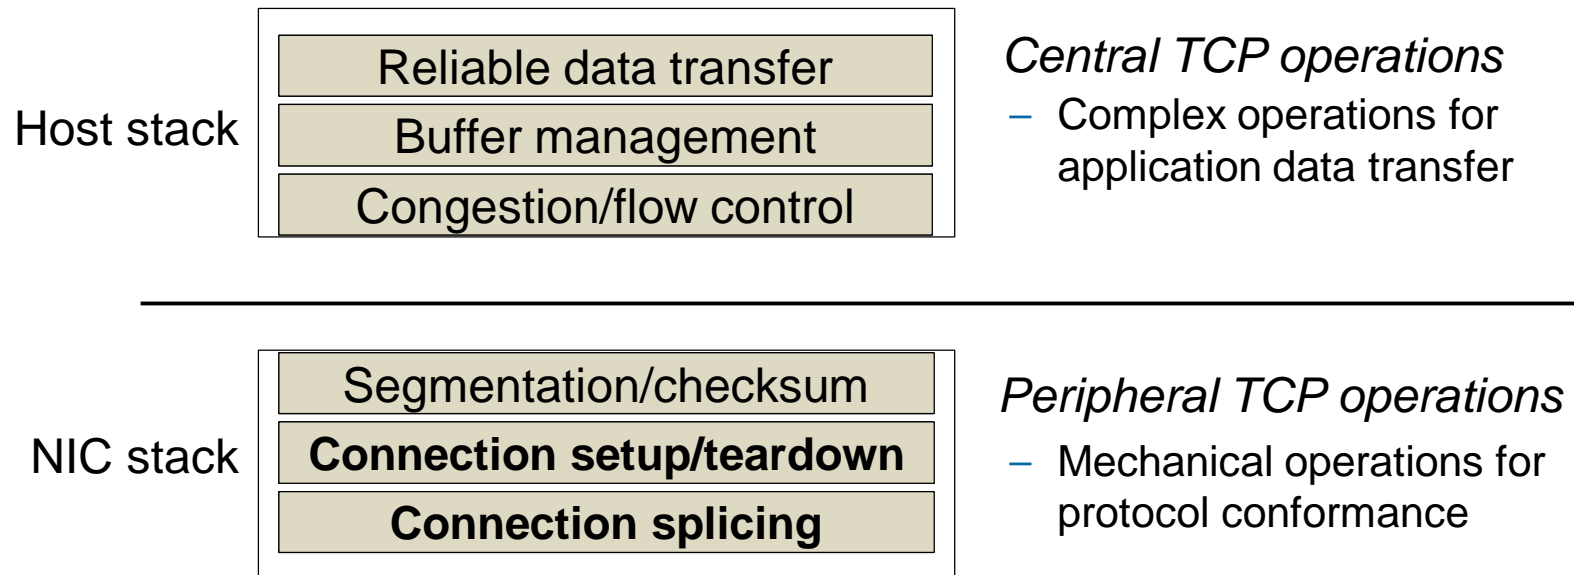 Host stack
Reliable data transfer
Buffer management
Congestion/flow control
Central TCP operations
– Complex operations for
application data transfer
NIC stack
Segmentation/checksum
Connection setup/teardown
Connection splicing
Peripheral TCP operations
– Mechanical operations for
protocol conformance